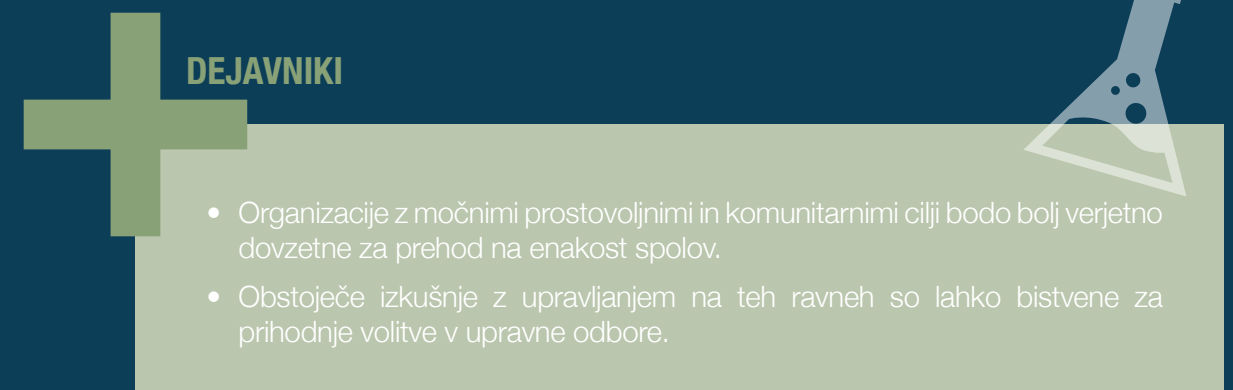 DEJAVNIKI
• Organizacije z močnimi prostovoljnimi in komunitarnimi cilji bodo bolj verjetno
dovzetne za prehod na enakost spolov.
• Obstoječe izkušnje z upravljanjem na teh ravneh so lahko bistvene za
prihodnje volitve v upravne odbore.